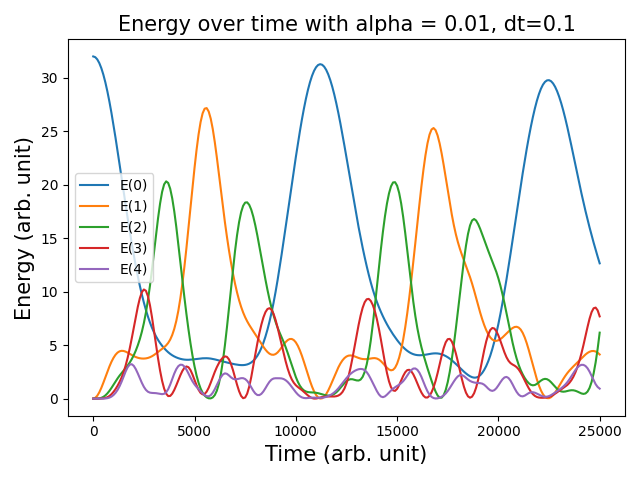 Energy over time with alpha = 0.01, dt=0.1
Energy (arb. unit)
30
25
20
15
10
5
0
E(0)
E(1)
E(2)
E(3)
E(4)
0 5000 10000 15000 20000 25000
Time (arb. unit)